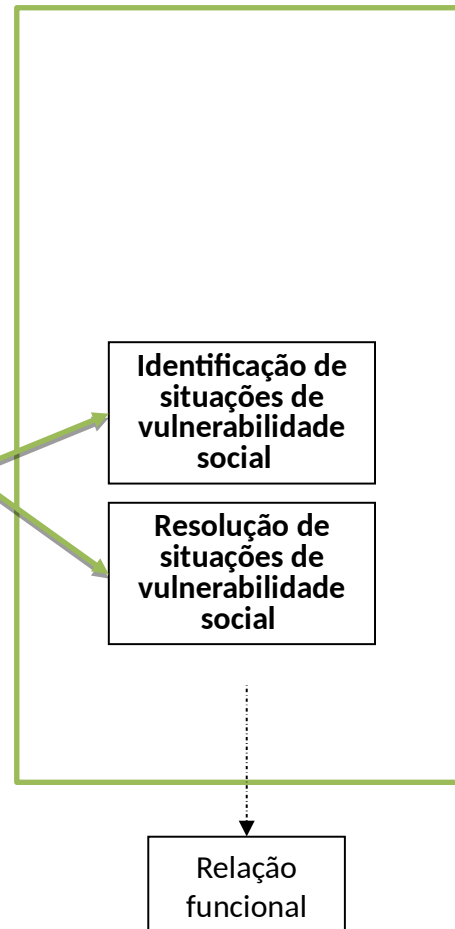 Identificação de
situações de
vulnerabilidade
social
Resolução de
situações de
vulnerabilidade
social
Relação
funcional